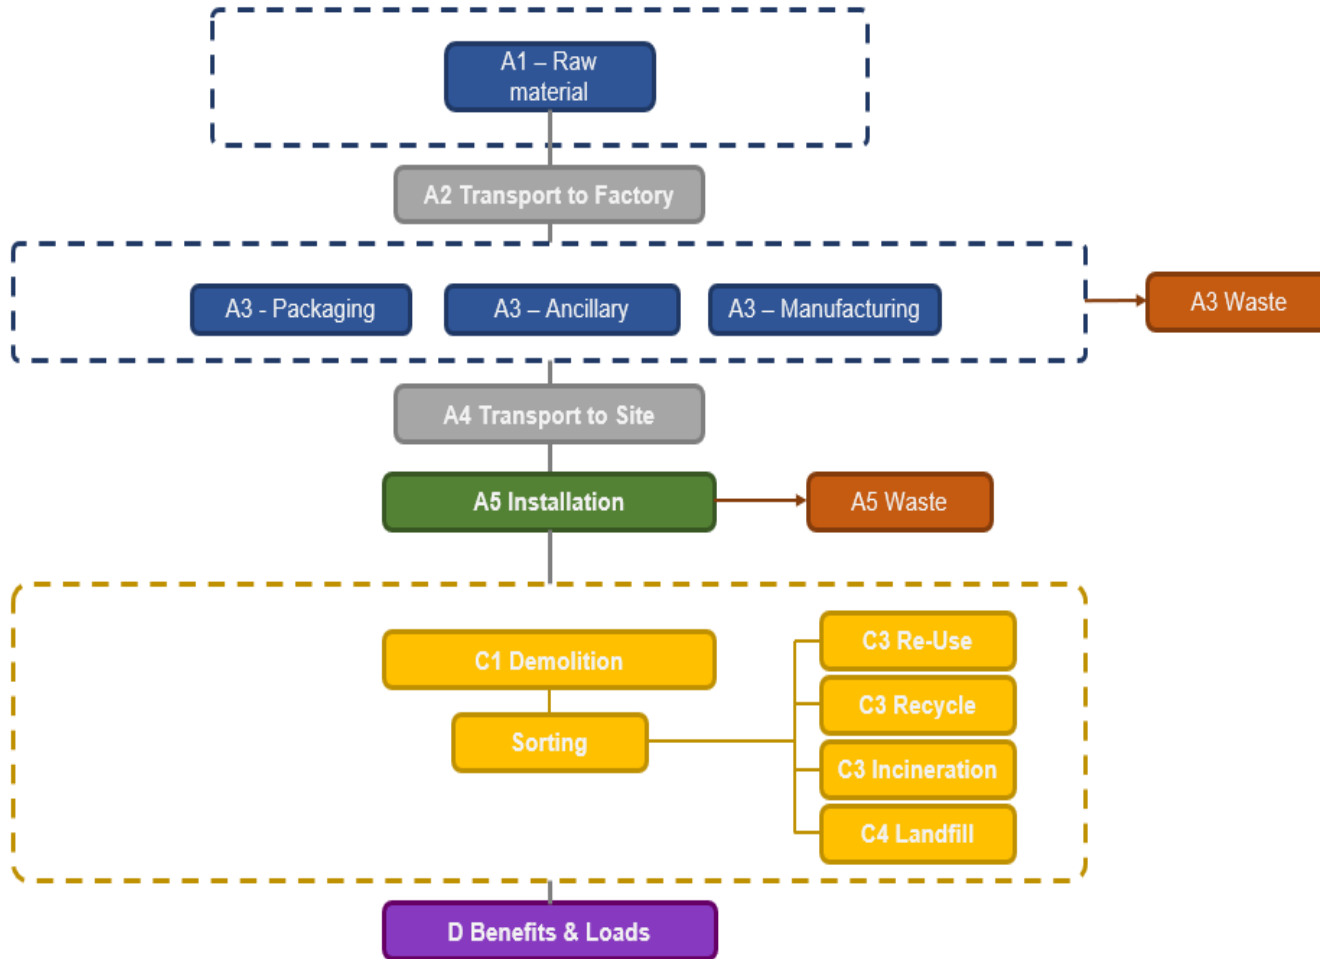 A1 – Raw
material
A2 Transport to Factory
A3 - Packaging
A3 – Ancillary
A3 – Manufacturing
A3 Waste
A4 Transport to Site
A5 Installation
A5 Waste
C1 Demolition
Sorting
C3 Re-Use
C3 Recycle
C3 Incineration
C4 Landfill
D Benefits & Loads